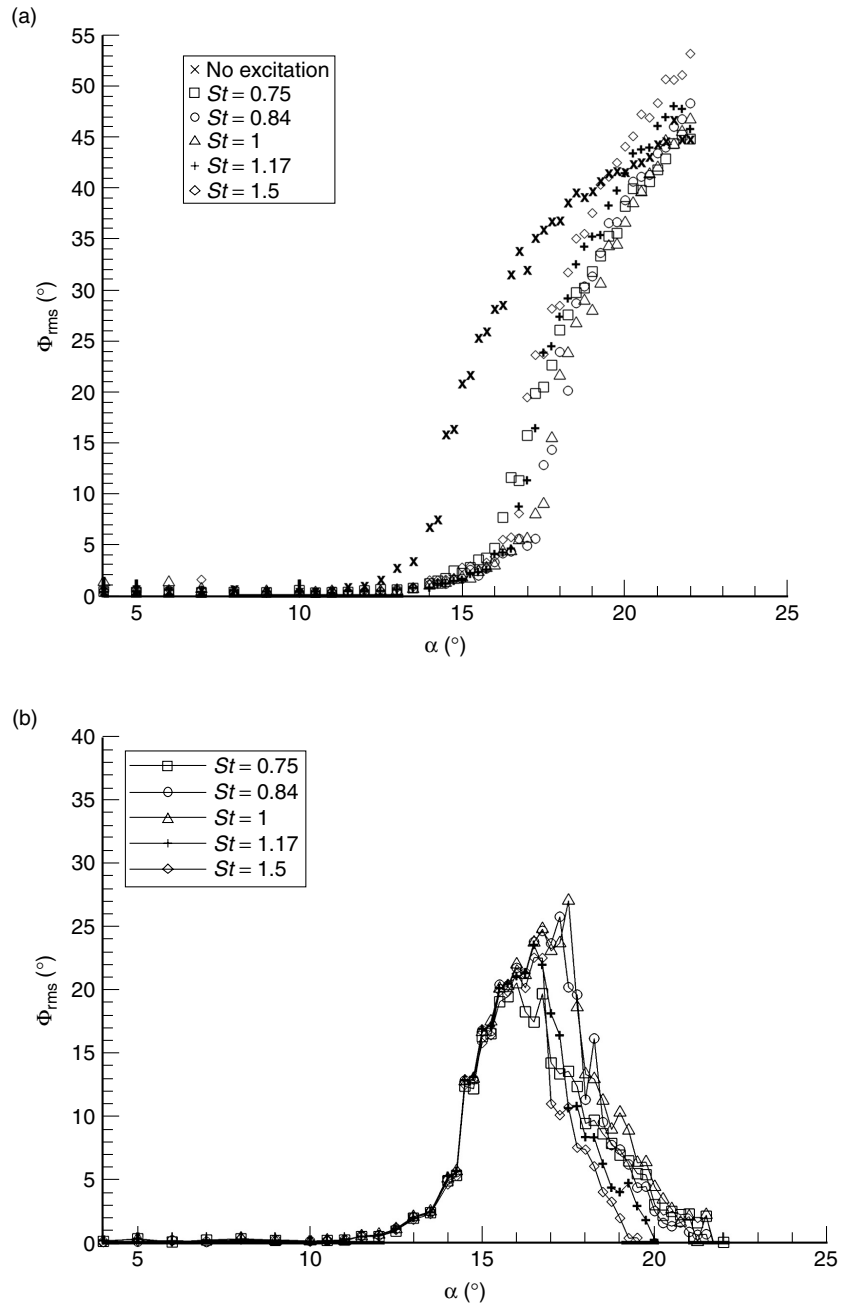 (a)
55
50
45
40
35
30
25
20
15
10
5
0
Φrms (°)
× No excitation
□ St = 0.75
○ St = 0.84
△ St = 1
+ St = 1.17
◇ St = 1.5
5 10 15 20 25
α (°)
(b)
40
35
30
25
20
15
10
5
0
Φrms (°)
St = 0.75
St = 0.84
St = 1
St = 1.17
St = 1.5
5 10 15 20 25
α (°)